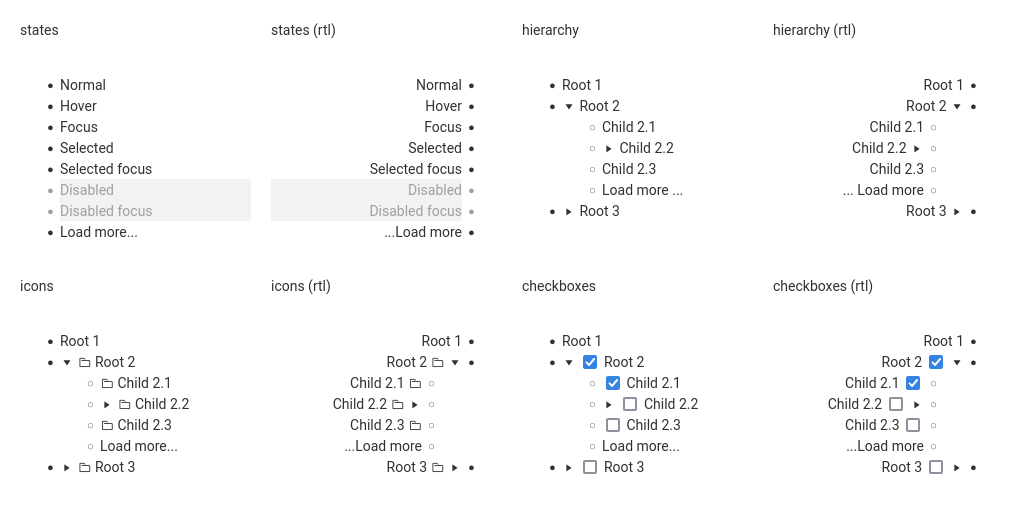 states
Normal
Hover
Focus
Selected
Selected focus
Disabled
Disabled focus
Load more...
states (rtl)
Normal
Hover
Focus
Selected
Selected focus
Disabled
Disabled focus
...Load more
hierarchy
Root 1
Root 2
Child 2.1
Child 2.2
Child 2.3
Load more ...
Root 3
hierarchy (rtl)
Root 1
Root 2
Child 2.1
Child 2.2
Child 2.3
... Load more
Root 3
icons
Root 1
Root 2
Child 2.1
Child 2.2
Child 2.3
Load more...
Root 3
icons (rtl)
Root 1
Root 2
Child 2.1
Child 2.2
Child 2.3
...Load more
Root 3
checkboxes
Root 1
Root 2
Child 2.1
Child 2.2
Child 2.3
Load more...
Root 3
checkboxes (rtl)
Root 1
Root 2
Child 2.1
Child 2.2
Child 2.3
...Load more
Root 3